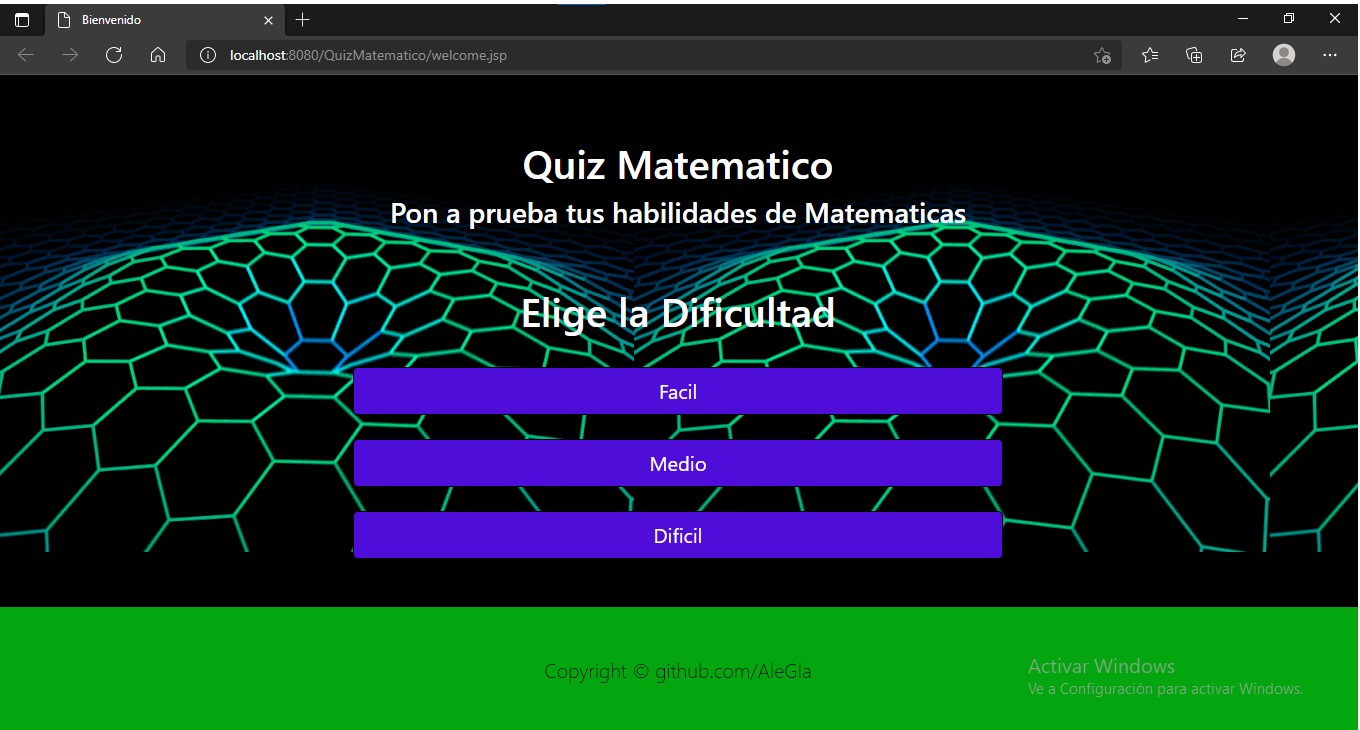 Bienvenido
localhost:8080/QuizMatematico/welcome.jsp
Quiz Matematico
Pon a prueba tus habilidades de Matematicas
Elige la Dificultad
Facil
Medio
Dificil
Copyright © github.com/AleGla
Activar Windows
Ve a Configuración para activar Windows.